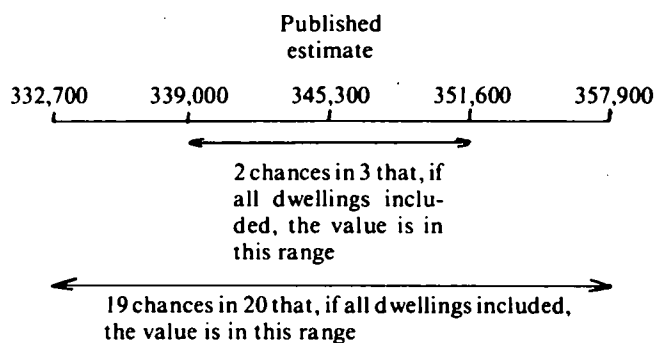 Published
estimate
332,700 339,000 345,300 351,600 357,900
2 chances in 3 that, if
all dwellings inclu-
ded, the value is in
this range
19 chances in 20 that, if all dwellings included,
the value is in this range